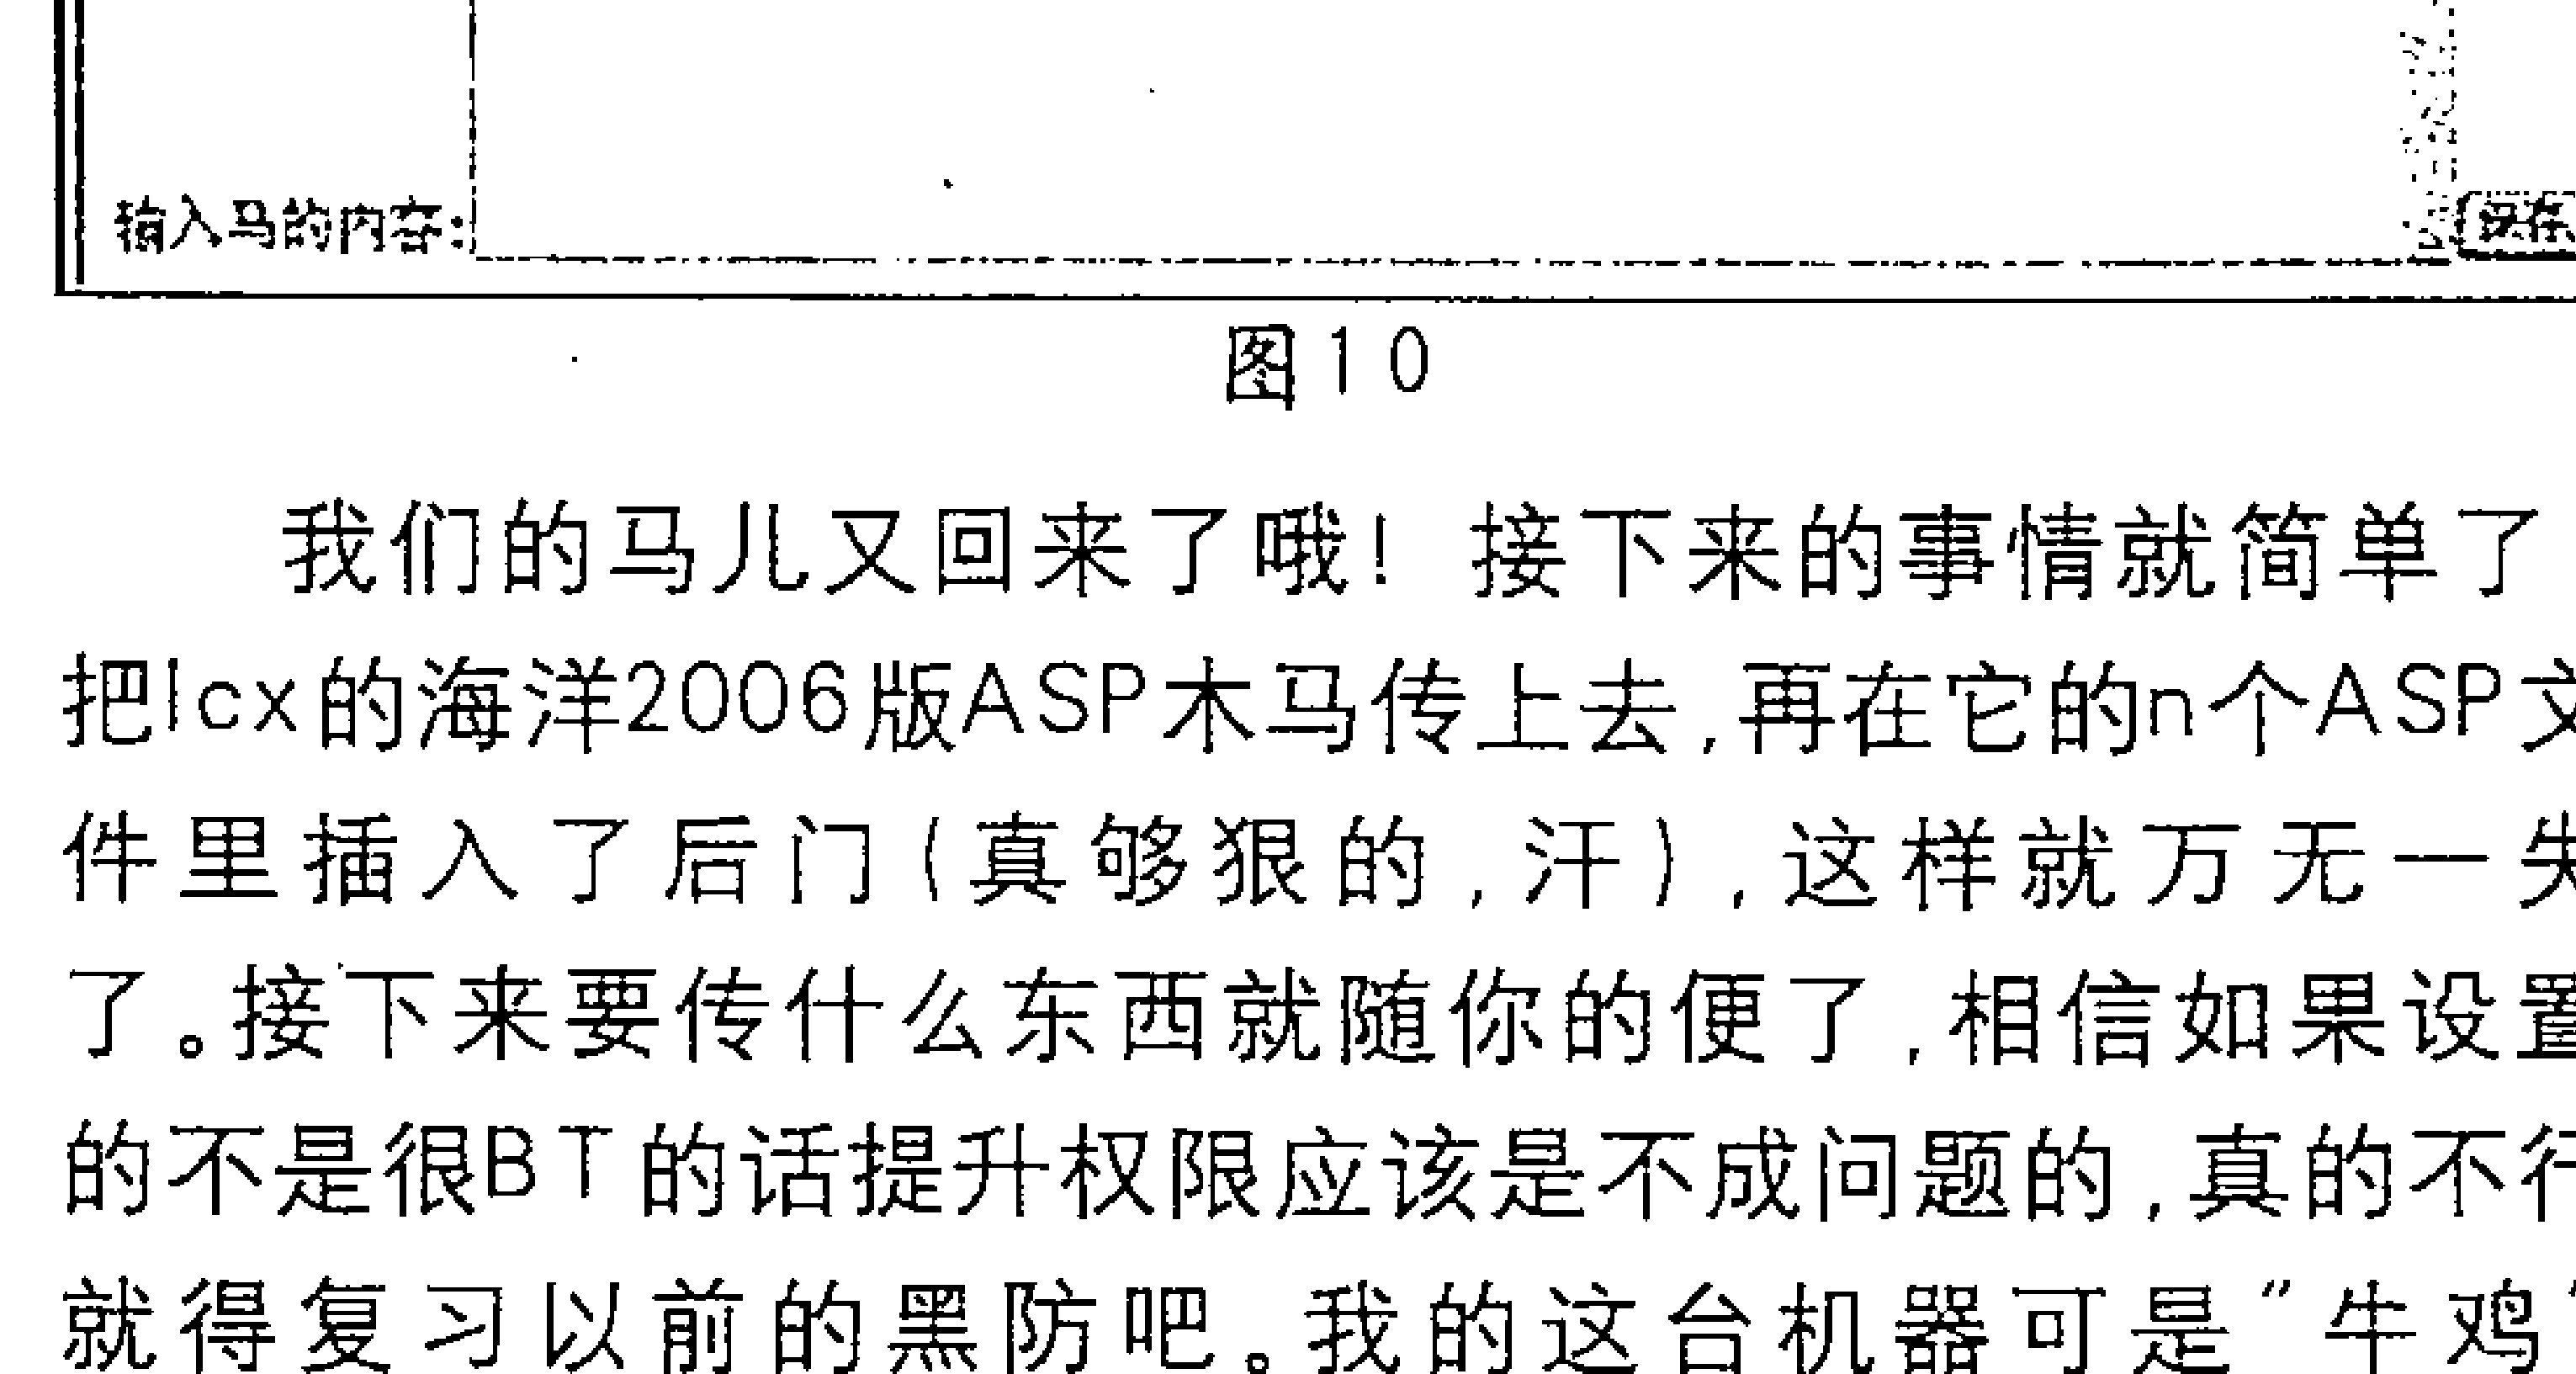 输入马的内容:
保存
图10
我们的马儿又回来了哦! 接下来的事情就简单了
把lcx的海洋2006版ASP木马传上去,再在它的n个ASP文
件里插入了后门(真够狠的,汗),这样就万无一失
了。接下来要传什么东西就随你的便了,相信如果设置
的不是很BT的话提升权限应该是不成问题的,真的不行
就得复习以前的黑防吧。我的这台机器可是"牛鸡"